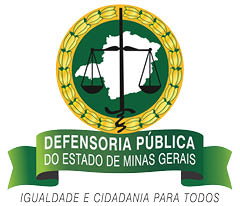 DEFENSORIA PÚBLICA
DO ESTADO DE MINAS GERAIS
IGUALDADE E CIDADANIA PARA TODOS